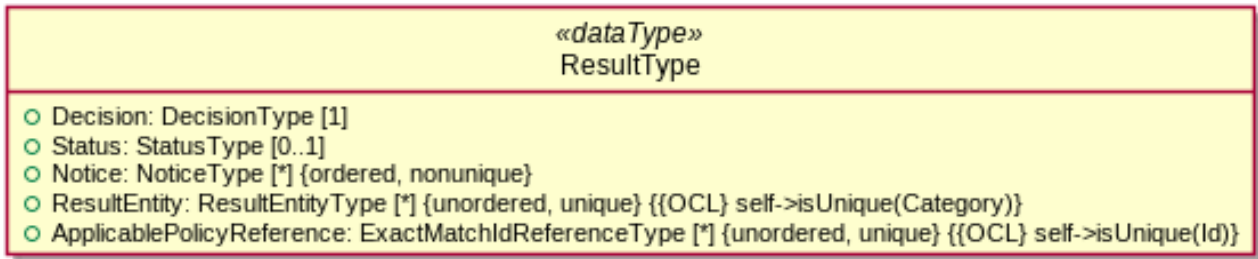 «dataType»
ResultType
Decision: DecisionType [1]
Status: StatusType [0..1]
Notice: NoticeType [*] {ordered, nonunique}
ResultEntity: ResultEntityType [*] {unordered, unique} {{OCL} self->isUnique(Category)}
ApplicablePolicyReference: ExactMatchIdReferenceType [*] {unordered, unique} {{OCL} self->isUnique(Id)}